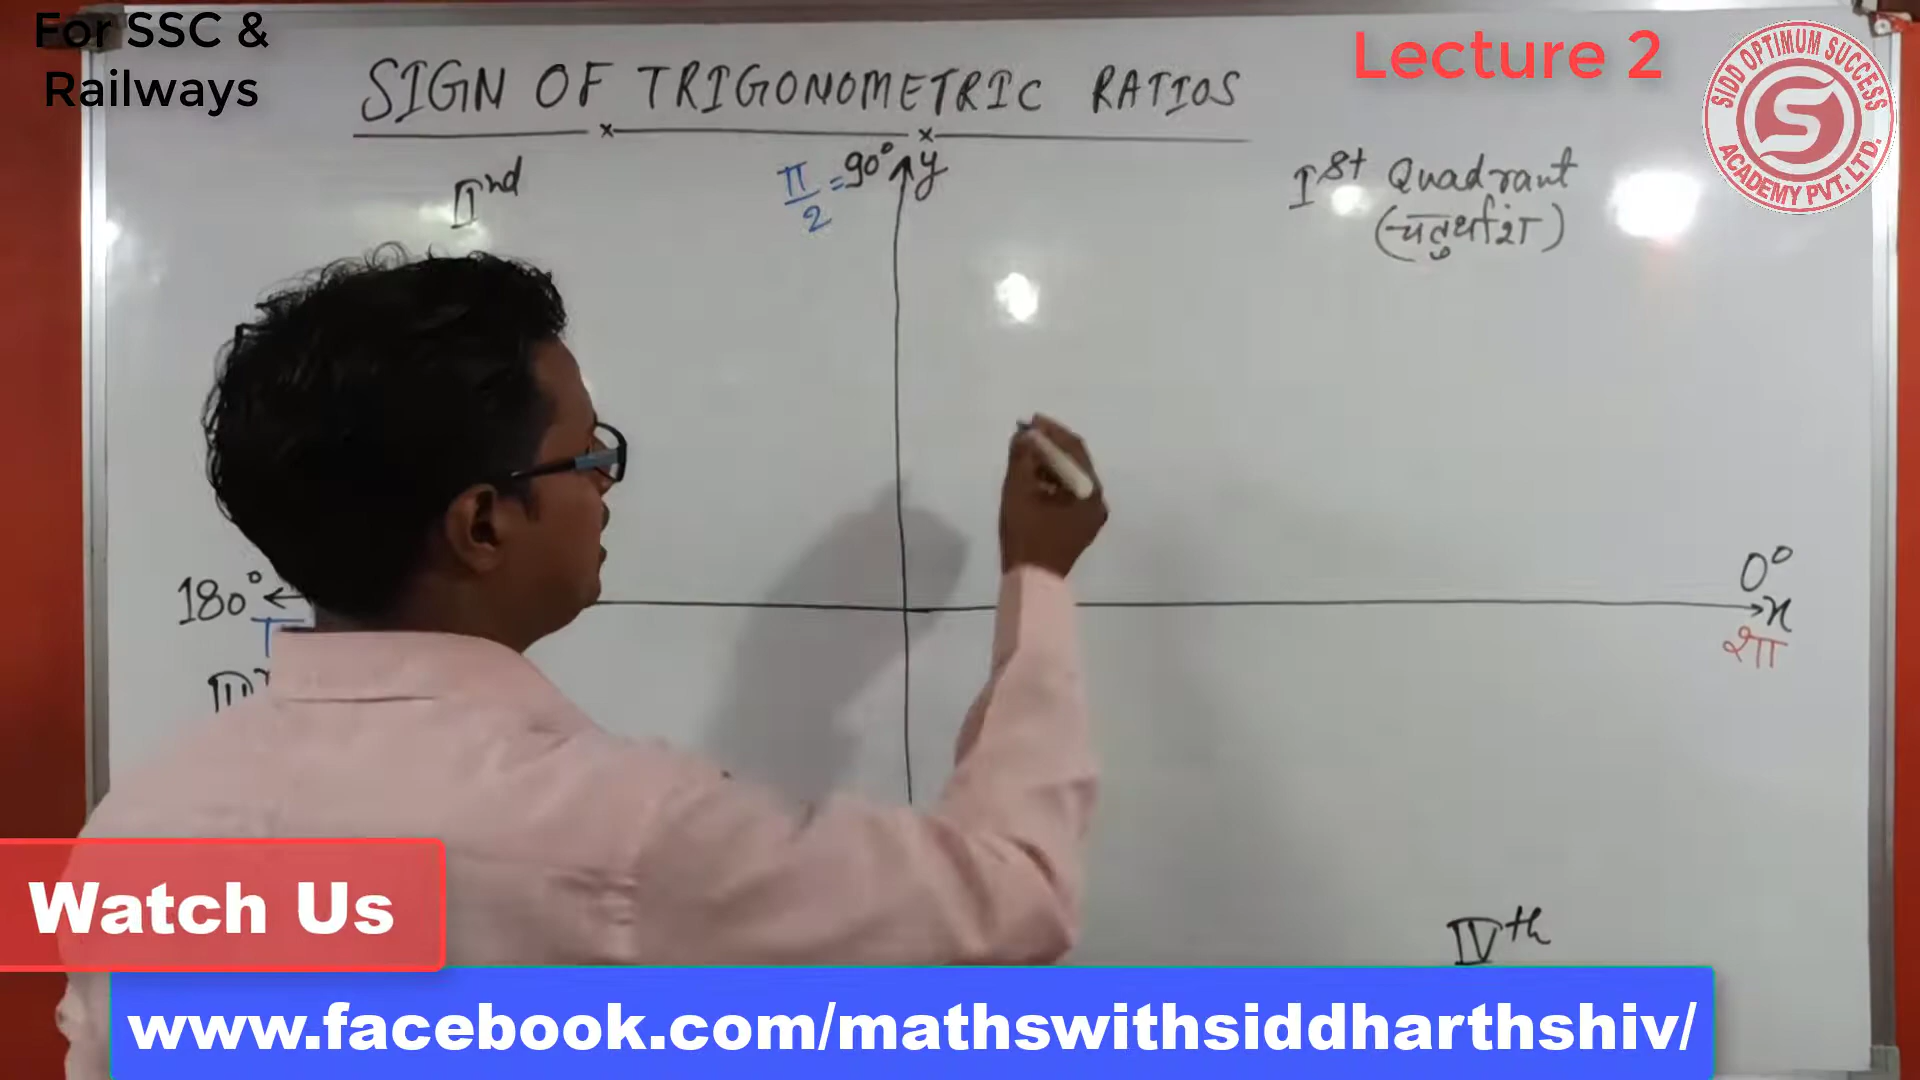 For SSC &
Railways
Lecture 2
SIDD OPTIMUM SUCCESS
S
ACADEMY PVT. LTD.
SIGN OF TRIGONOMETRIC RATIOS
IInd
π/2 = 90° y
Ist Quadrant
(चतुर्थांश)
180°
0°
x
2π
IVth
Watch Us
www.facebook.com/mathswithsiddharthshiv/